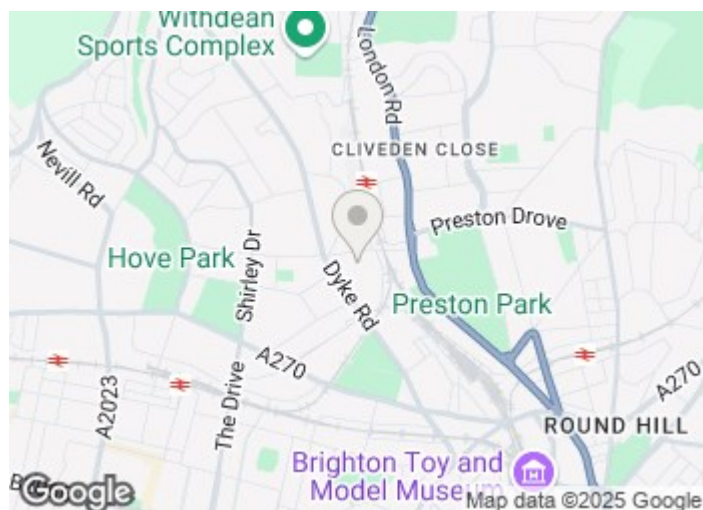 Withdean
Sports Complex
London Rd
CLIVEDEN CLOSE
Nevill Rd
Preston Drove
Shirley Dr
Hove Park
Dyke Rd
Preston Park
A270
The Drive
A2023
A270
ROUND HILL
Brighton Toy and
Model Museum
Google
Map data ©2025 Google